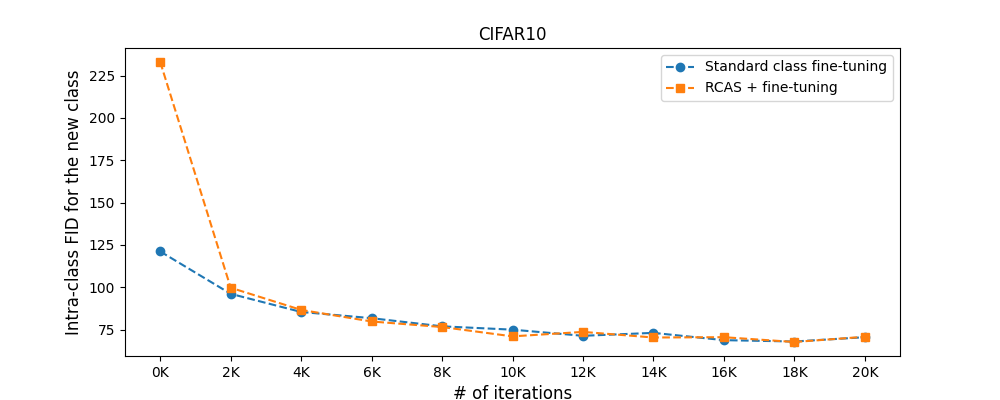 CIFAR10
Intra-class FID for the new class
225
200
175
150
125
100
75
Standard class fine-tuning
RCAS + fine-tuning
0K 2K 4K 6K 8K 10K 12K 14K 16K 18K 20K
# of iterations